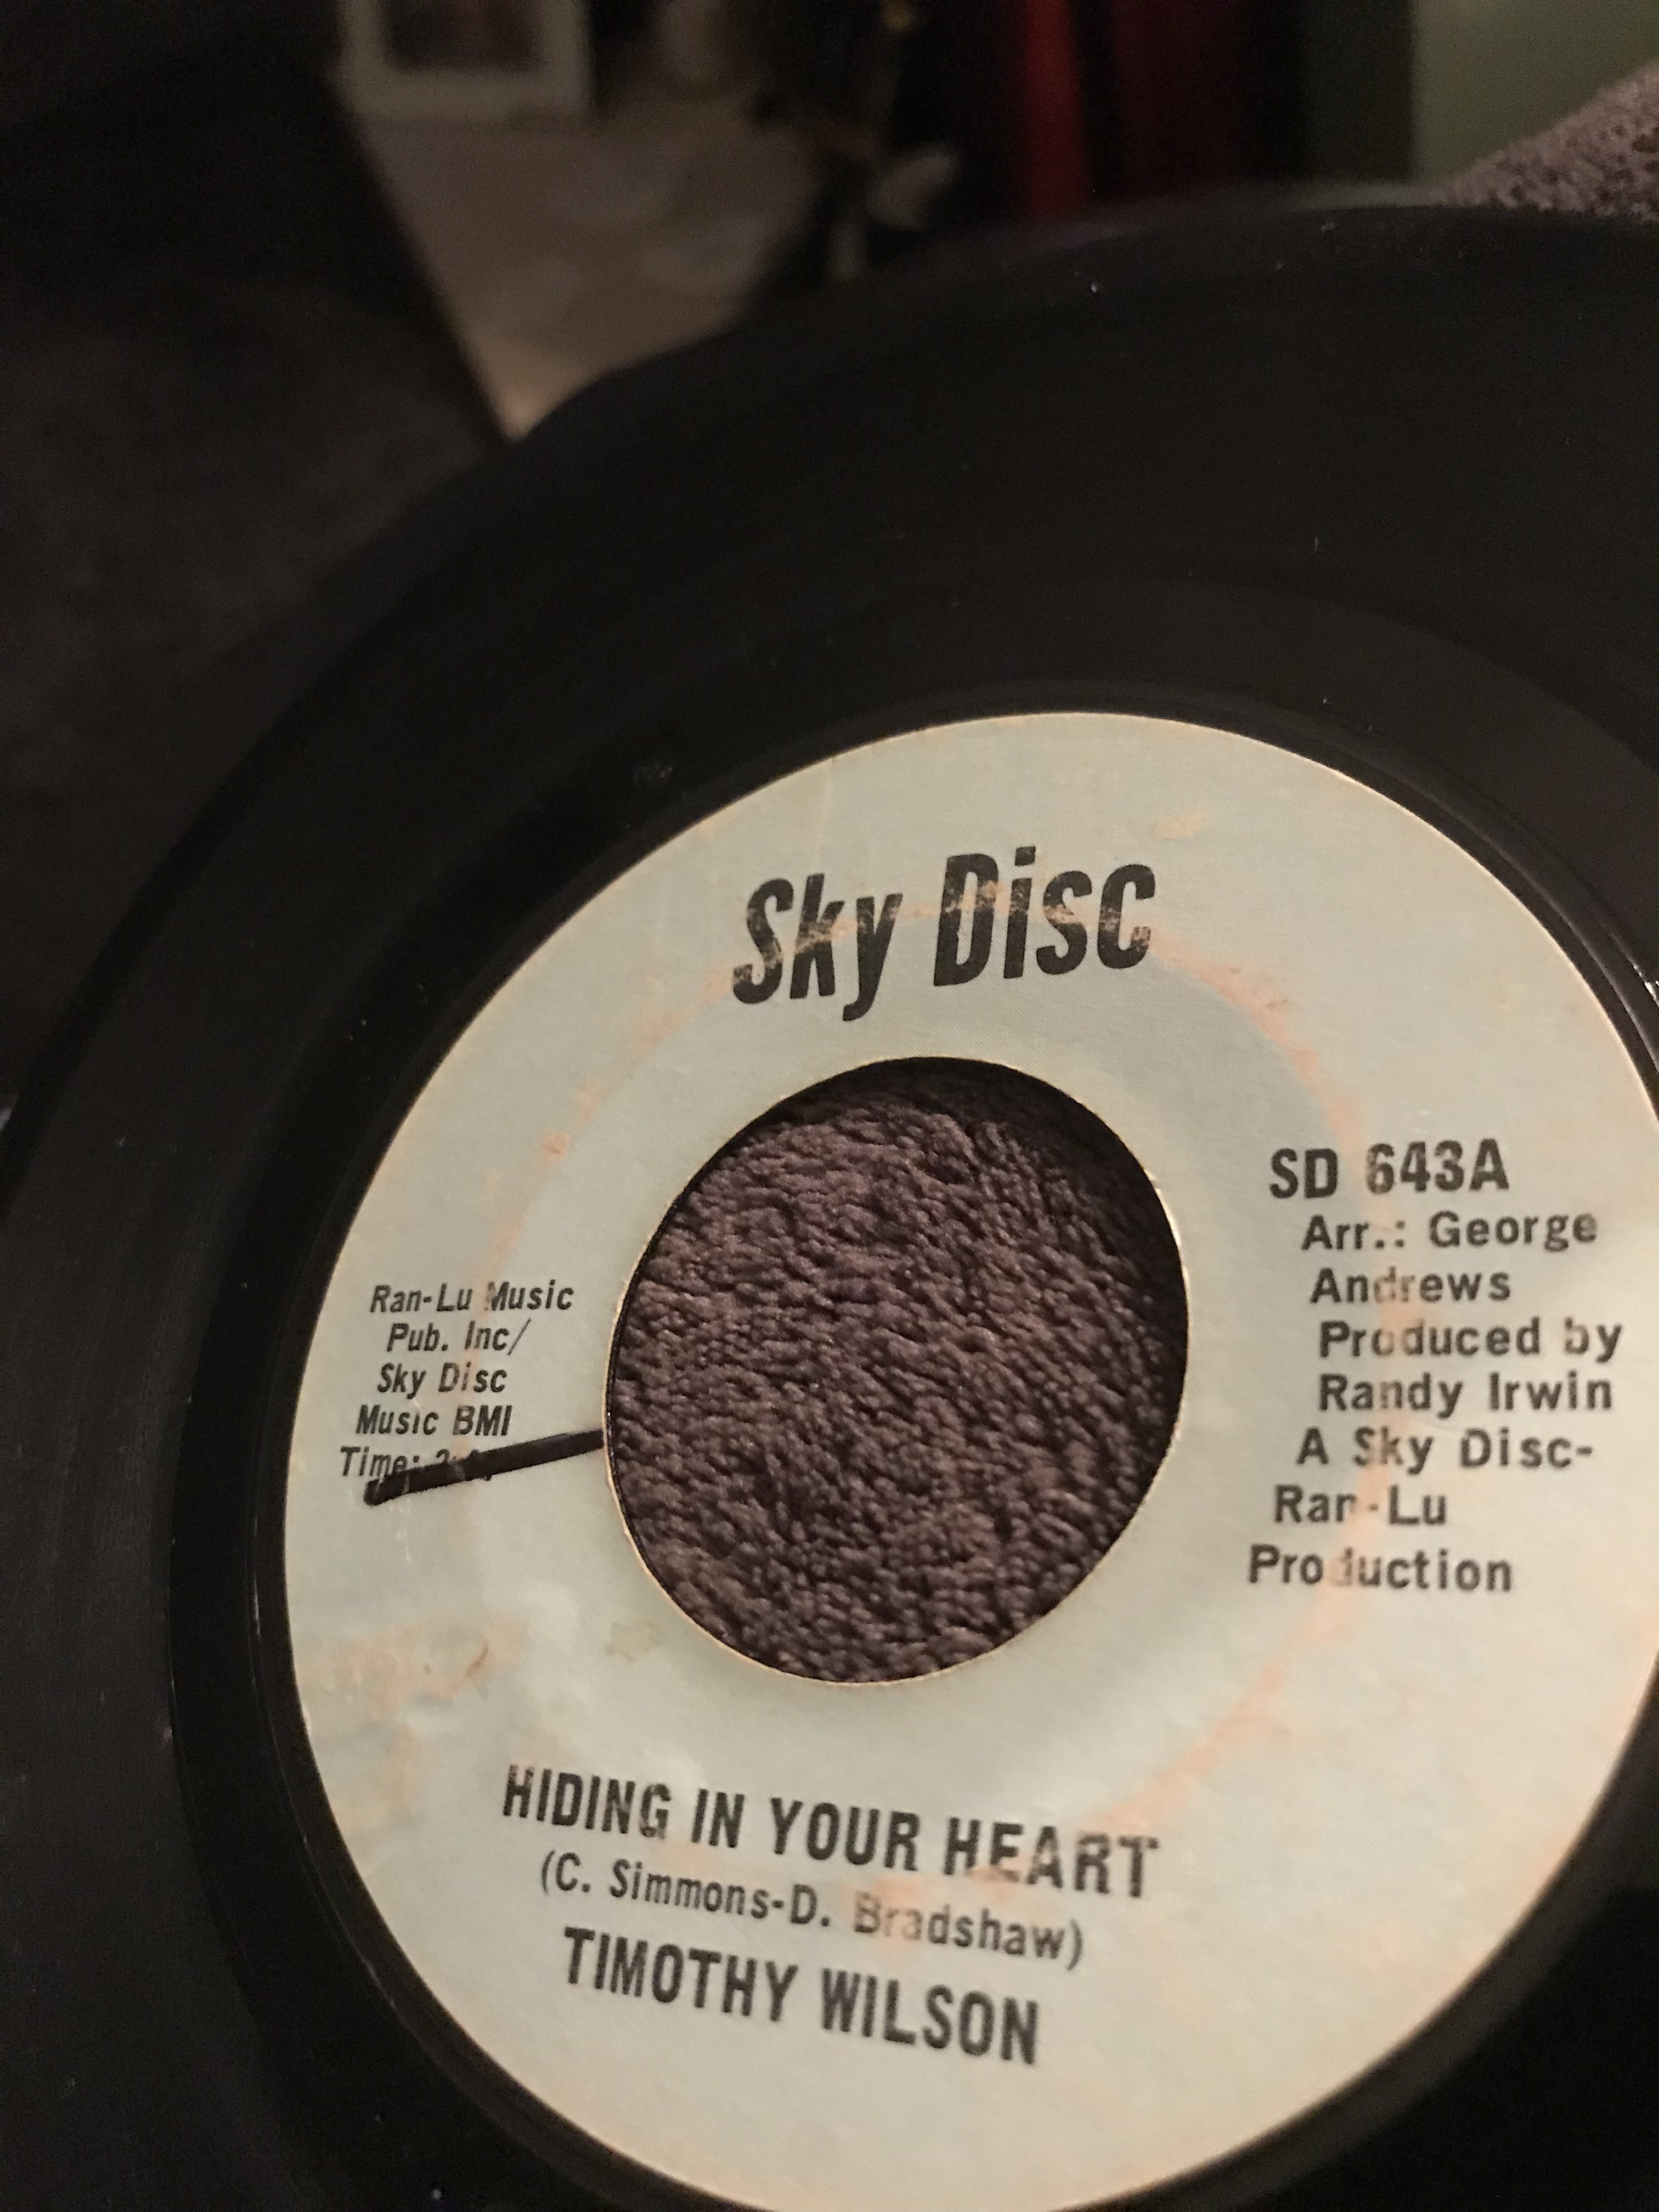 Sky Disc
Ran-Lu Music
Pub. Inc/
Sky Disc
Music BMI
Time:
SD 643A
Arr.: George
Andrews
Produced by
Randy Irwin
A Sky Disc-
Ran-Lu
Production
HIDING IN YOUR HEART
(C. Simmons-D. Bradshaw)
TIMOTHY WILSON